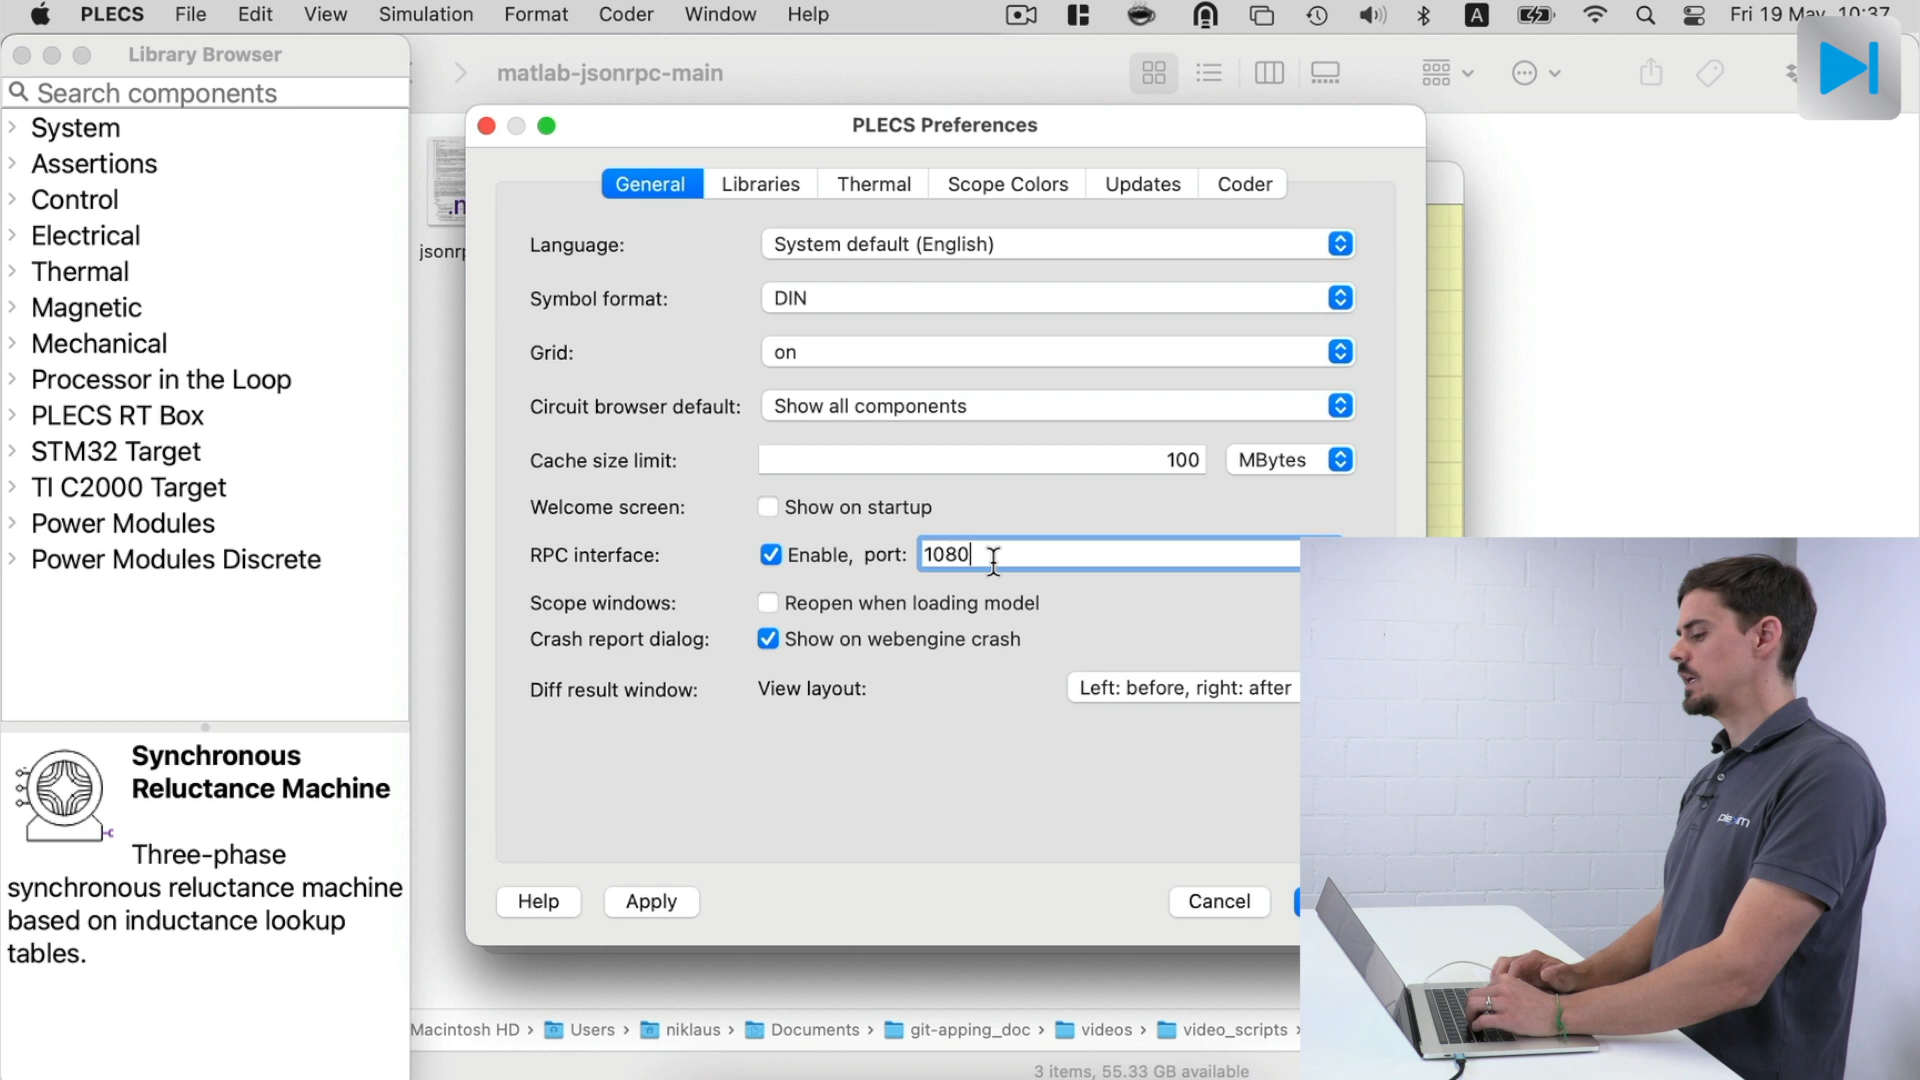 PLECS File Edit View Simulation Format Coder Window Help
A
Fri 19 May 10:37
Library Browser
Search components
System
Assertions
Control
Electrical
Thermal
Magnetic
Mechanical
Processor in the Loop
PLECS RT Box
STM32 Target
TI C2000 Target
Power Modules
Power Modules Discrete
Synchronous
Reluctance Machine
Three-phase
synchronous reluctance machine
based on inductance lookup
tables.
matlab-jsonrpc-main
PLECS Preferences
General Libraries Thermal Scope Colors Updates Coder
Language: System default (English)
Symbol format: DIN
Grid: on
Circuit browser default: Show all components
Cache size limit: 100 MBytes
Welcome screen: Show on startup
RPC interface: Enable, port: 1080
Scope windows: Reopen when loading model
Crash report dialog: Show on webengine crash
Diff result window: View layout: Left: before, right: after
Help Apply Cancel
Macintosh HD › Users › niklaus › Documents › git-apping_doc › videos › video_scripts ›
3 items, 55.33 GB available
plexim